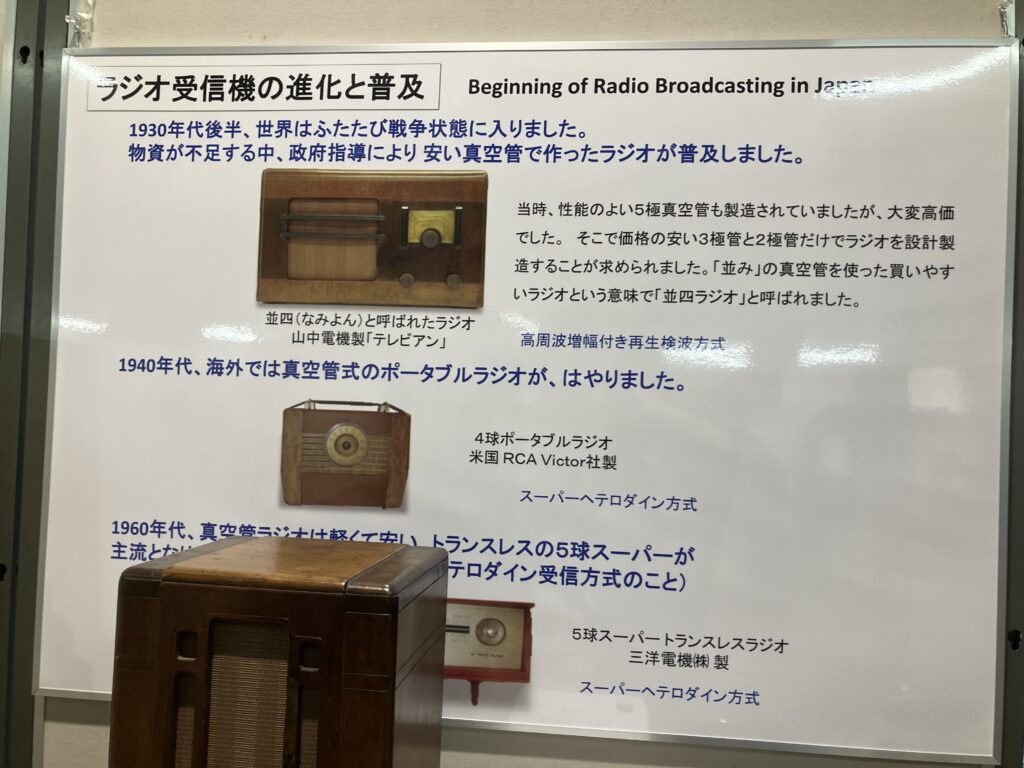 ラジオ受信機の進化と普及
Beginning of Radio Broadcasting in Japan
1930年代後半、世界はふたたび戦争状態に入りました。
物資が不足する中、政府指導により 安い真空管で作ったラジオが普及しました。
当時、性能のよい5極真空管も製造されていましたが、大変高価
でした。 そこで価格の安い3極管と2極管だけでラジオを設計製
造することが求められました。「並み」の真空管を使った買いやす
いラジオという意味で「並四ラジオ」と呼ばれました。
並四(なみよん)と呼ばれたラジオ
山中電機製「テレビアン」
高周波増幅付き再生検波方式
1940年代、海外では真空管式のポータブルラジオが、はやりました。
4球ポータブルラジオ
米国 RCA Victor社製
スーパーヘテロダイン方式
1960年代、真空管ラジオは軽くて安い、トランスレスの5球スーパーが
主流とな
テロダイン受信方式のこと)
5球スーパートランスレスラジオ
三洋電機㈱ 製
スーパーヘテロダイン方式